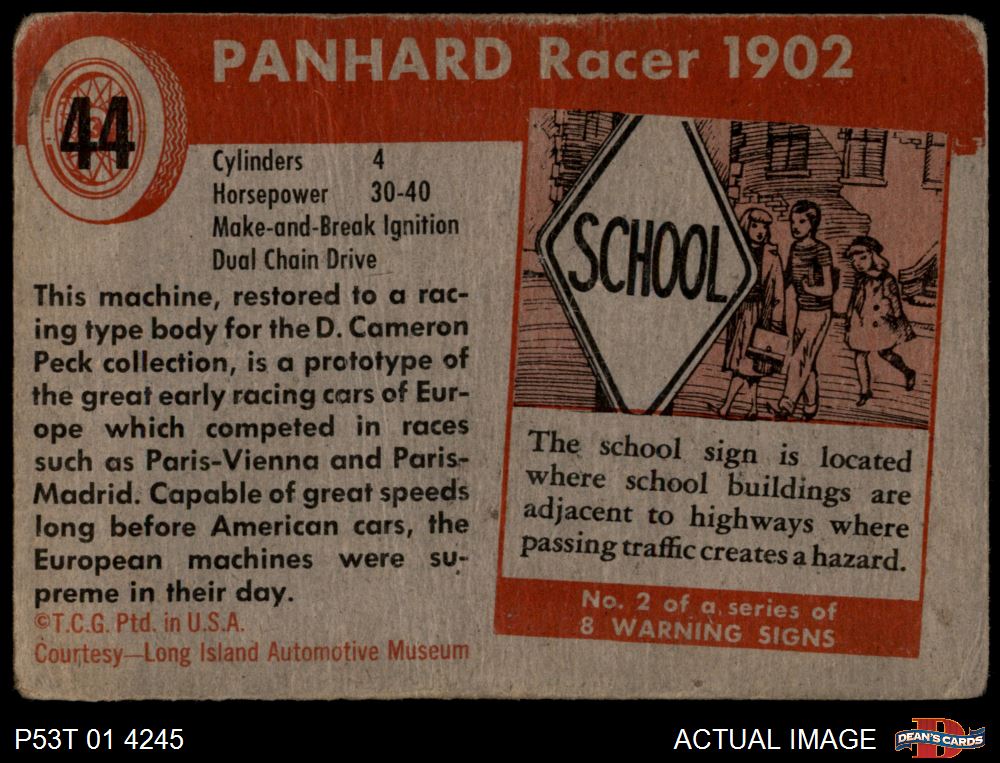 44
PANHARD Racer 1902
Cylinders 4
Horsepower 30-40
Make-and-Break Ignition
Dual Chain Drive
This machine, restored to a rac-
ing type body for the D. Cameron
Peck collection, is a prototype of
the great early racing cars of Eur-
ope which competed in races
such as Paris-Vienna and Paris-
Madrid. Capable of great speeds
long before American cars, the
European machines were su-
preme in their day.
©T.C.G. Ptd. in U.S.A.
Courtesy—Long Island Automotive Museum
SCHOOL
The school sign is located
where school buildings are
adjacent to highways where
passing traffic creates a hazard.
No. 2 of a series of
8 WARNING SIGNS
P53T 01 4245
ACTUAL IMAGE
DEAN'S CARDS